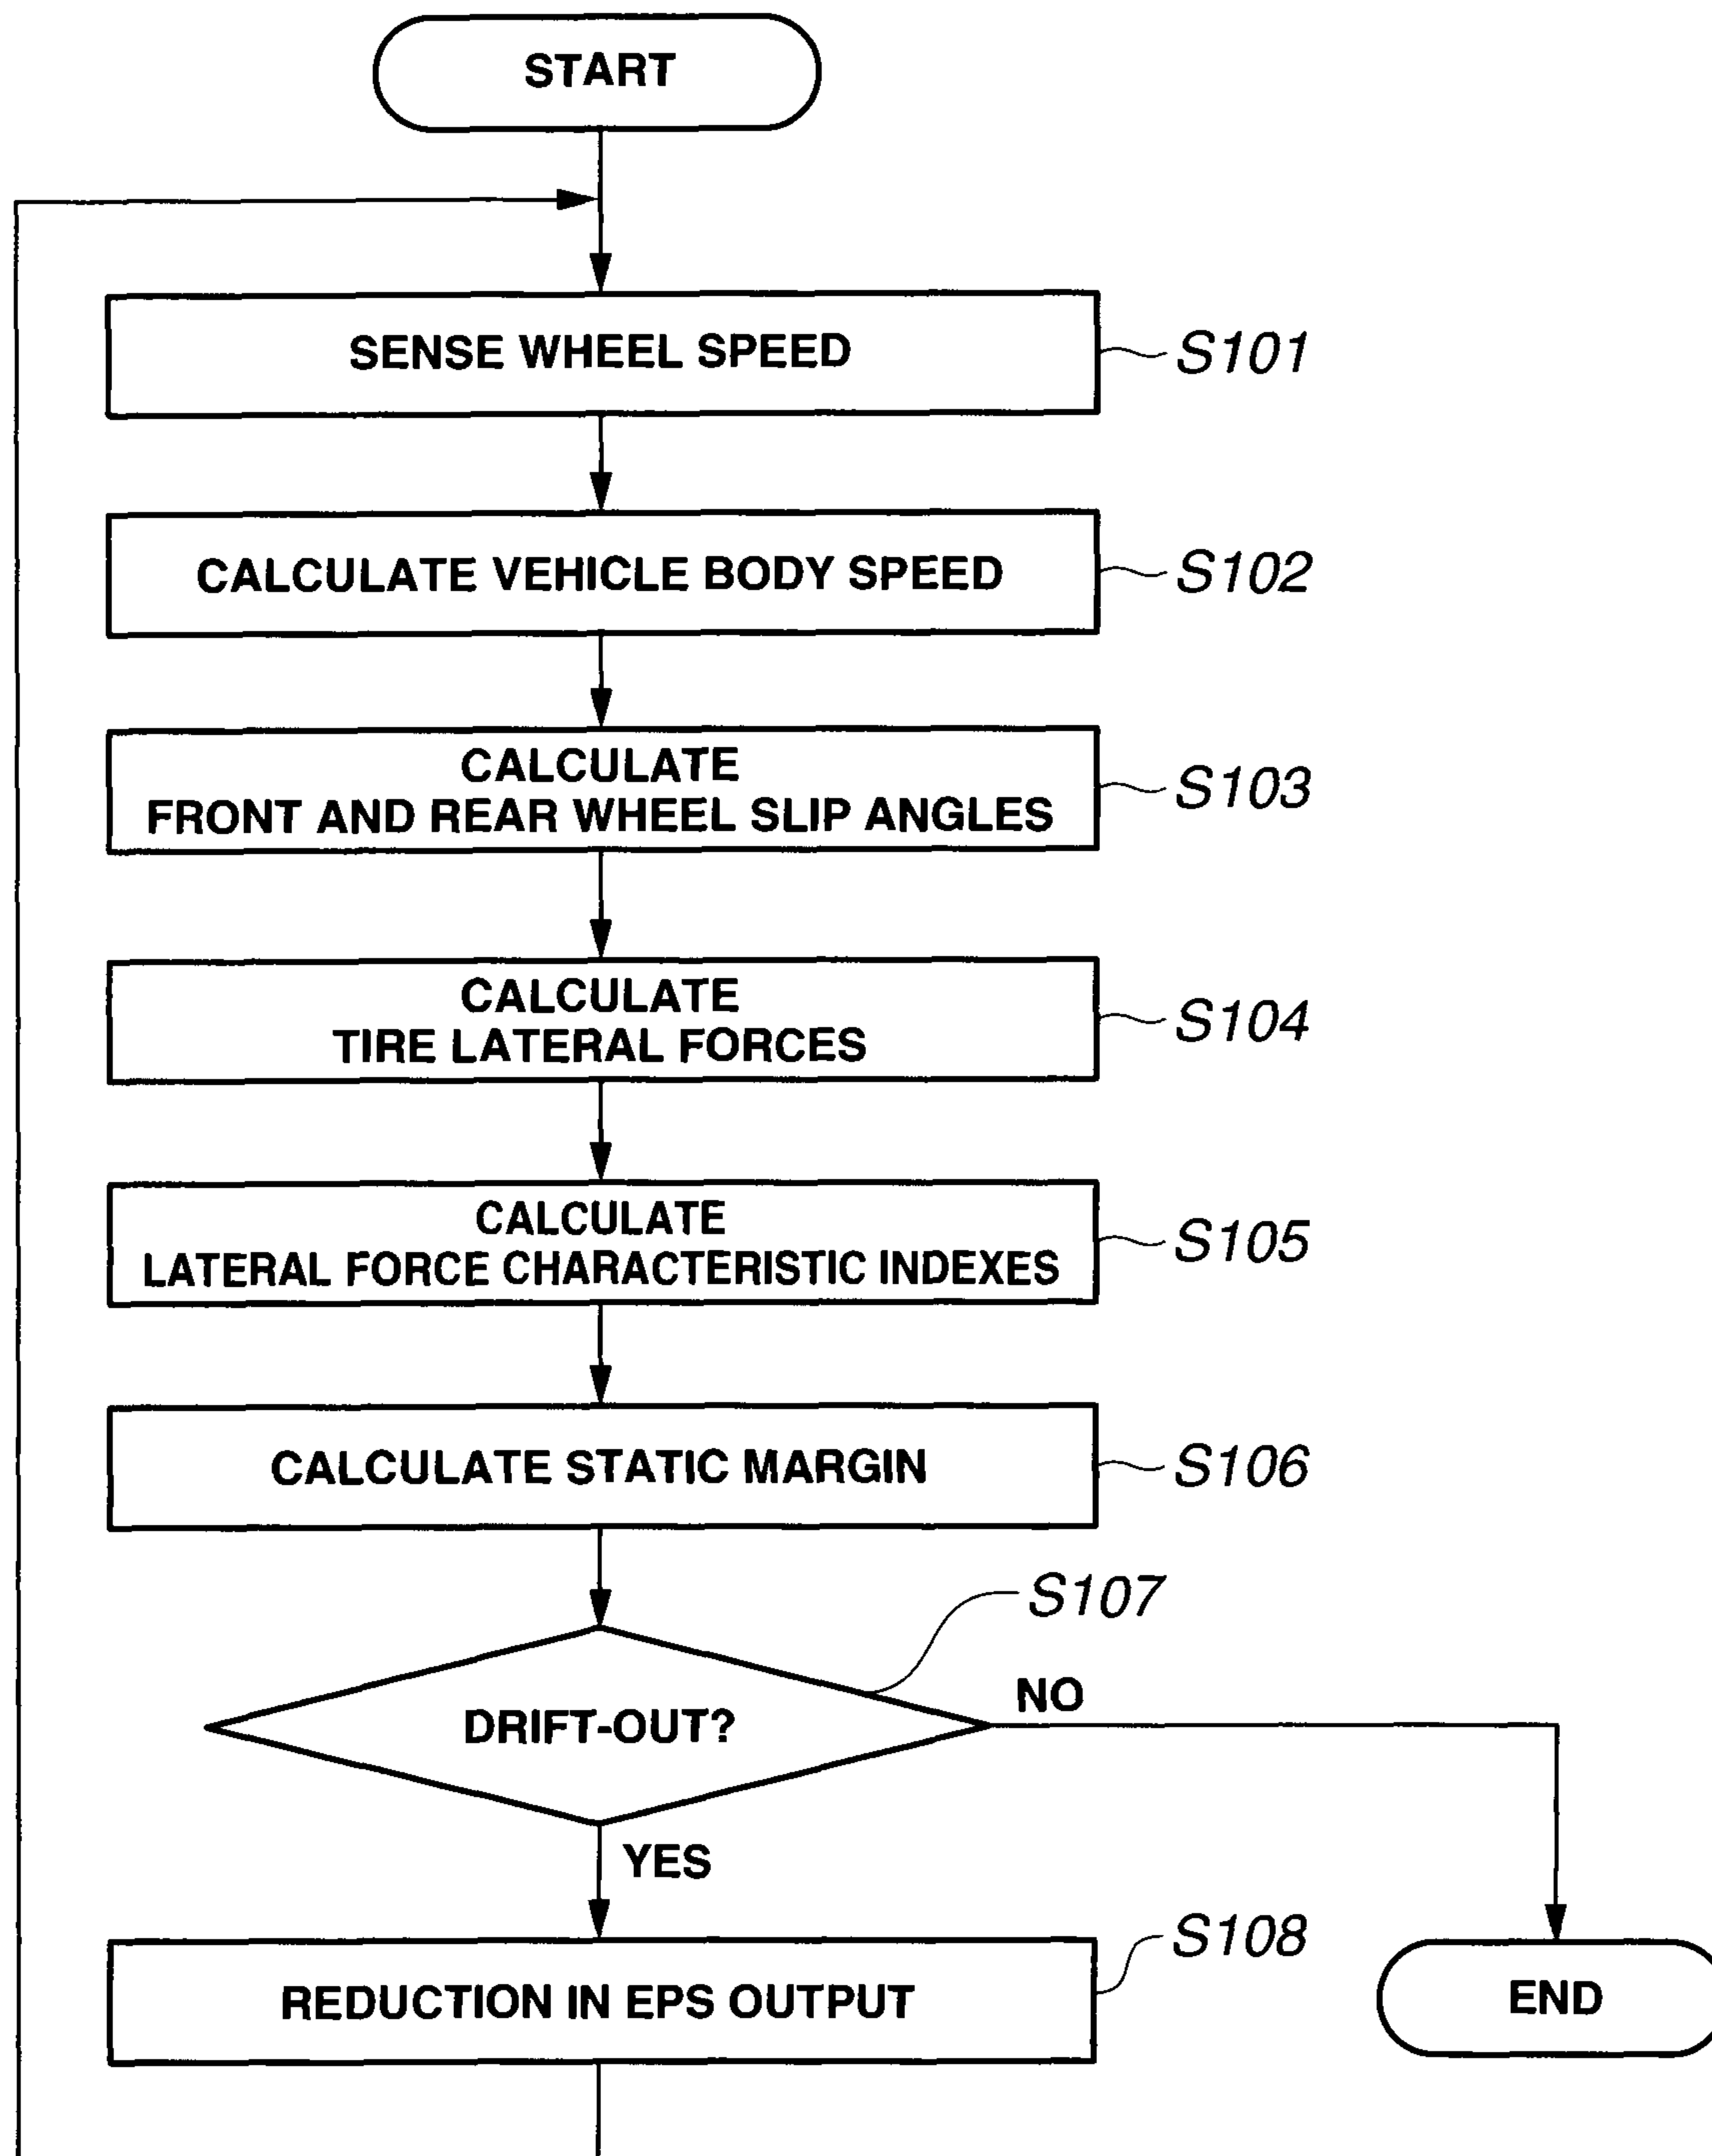 START
SENSE WHEEL SPEED
S101
CALCULATE VEHICLE BODY SPEED
S102
CALCULATE
FRONT AND REAR WHEEL SLIP ANGLES
S103
CALCULATE
TIRE LATERAL FORCES
S104
CALCULATE
LATERAL FORCE CHARACTERISTIC INDEXES
S105
CALCULATE STATIC MARGIN
S106
S107
DRIFT-OUT?
NO
YES
S108
REDUCTION IN EPS OUTPUT
END